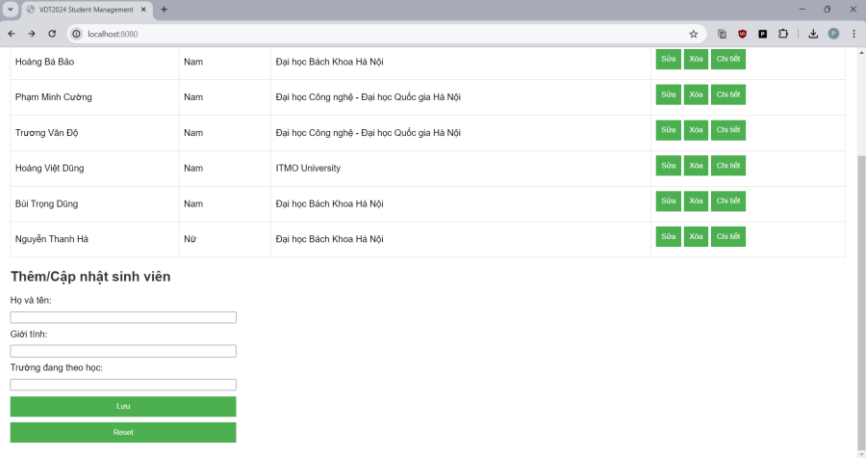 VDT2024 Student Management
localhost:8080
Hoàng Bá Bảo Nam Đại học Bách Khoa Hà Nội Sửa Xóa Chi tiết
Phạm Minh Cường Nam Đại học Công nghệ - Đại học Quốc gia Hà Nội Sửa Xóa Chi tiết
Trương Văn Độ Nam Đại học Công nghệ - Đại học Quốc gia Hà Nội Sửa Xóa Chi tiết
Hoàng Việt Dũng Nam ITMO University Sửa Xóa Chi tiết
Bùi Trọng Dũng Nam Đại học Bách Khoa Hà Nội Sửa Xóa Chi tiết
Nguyễn Thanh Hà Nữ Đại học Bách Khoa Hà Nội Sửa Xóa Chi tiết
Thêm/Cập nhật sinh viên
Họ và tên:
Giới tính:
Trường đang theo học:
Lưu
Reset